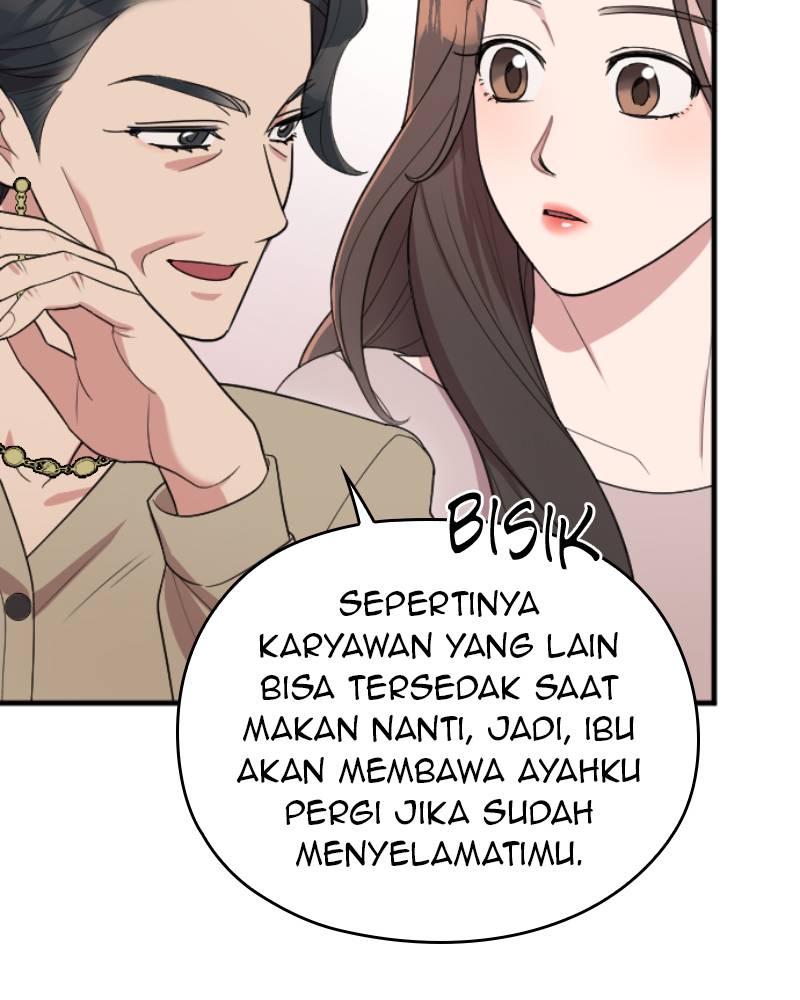 BISIK
SEPERTINYA
KARYAWAN YANG LAIN
BISA TERSEDAK SAAT
MAKAN NANTI, JADI, IBU
AKAN MEMBAWA AYAHKU
PERGI JIKA SUDAH
MENYELAMATIMU.